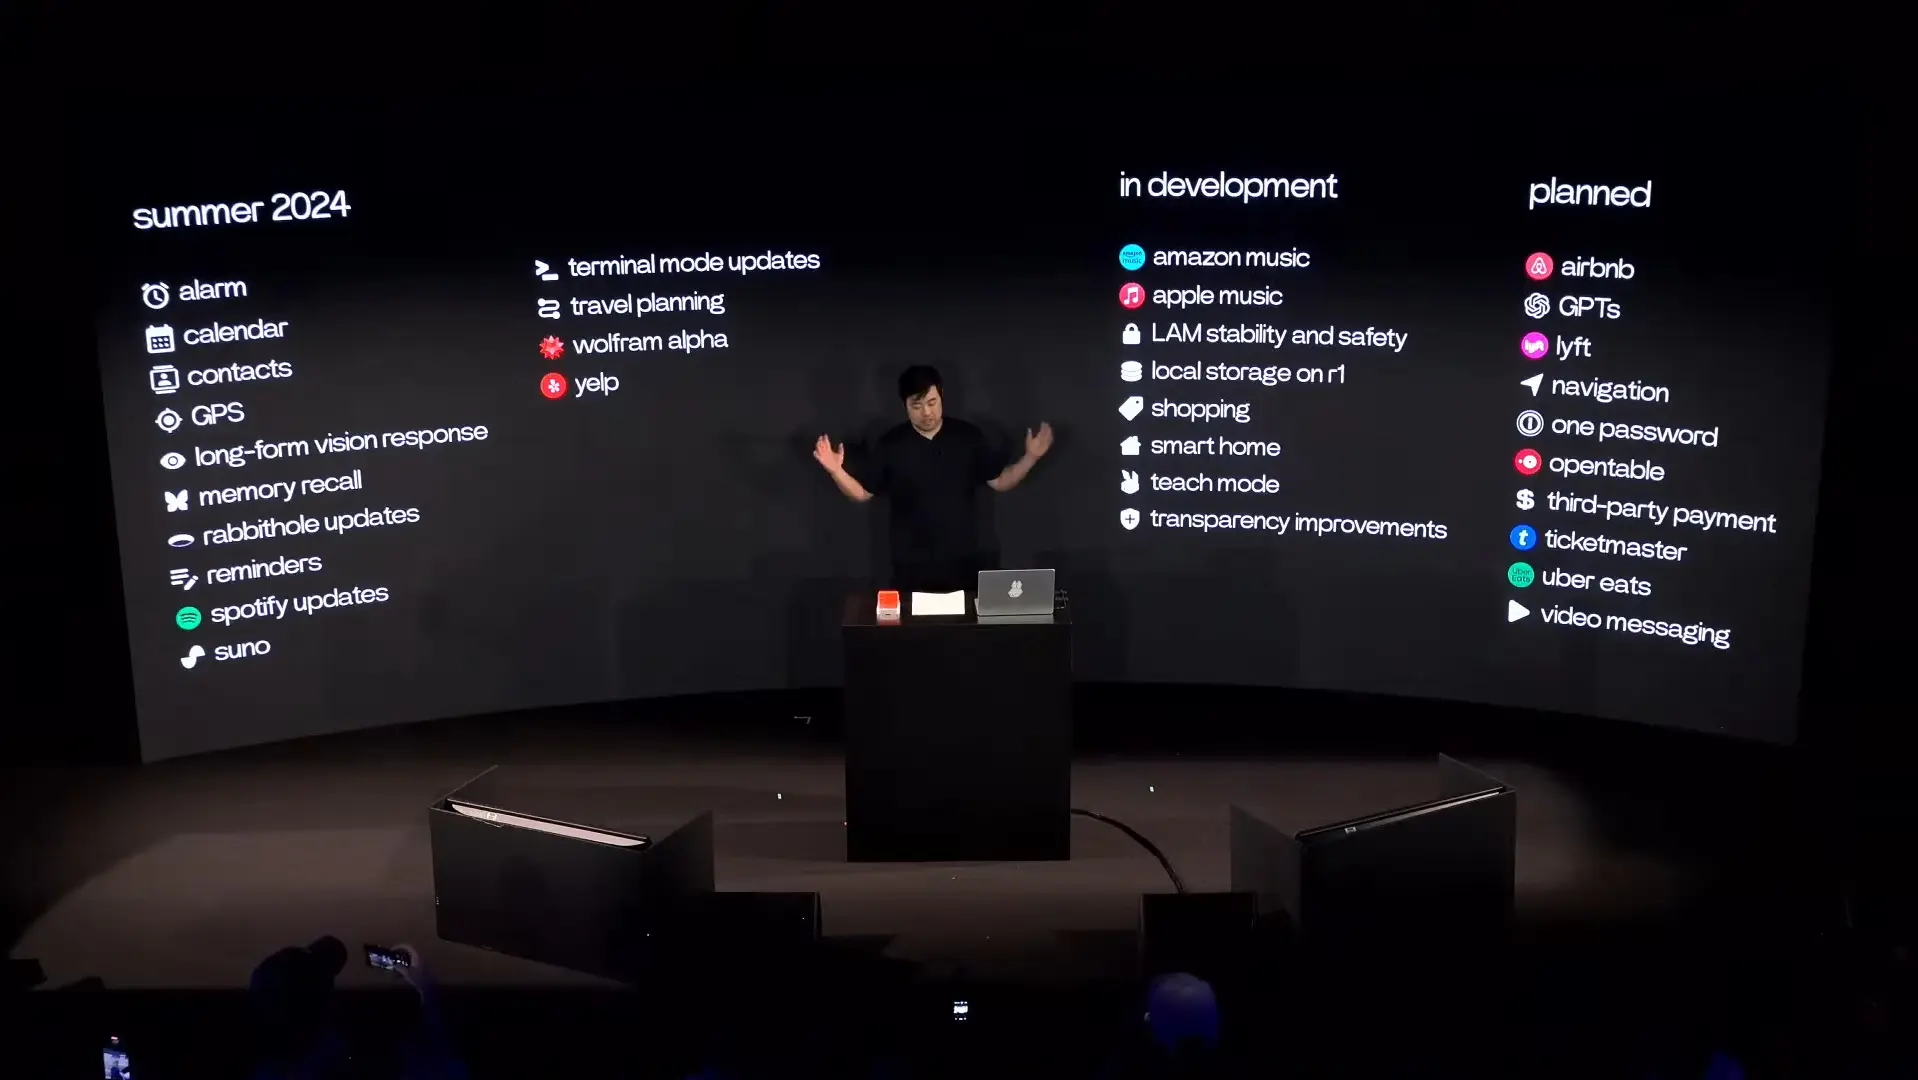 summer 2024
alarm
calendar
contacts
GPS
long-form vision response
memory recall
rabbithole updates
reminders
spotify updates
suno
terminal mode updates
travel planning
wolfram alpha
yelp
in development
amazon music
apple music
LAM stability and safety
local storage on r1
shopping
smart home
teach mode
transparency improvements
planned
airbnb
GPTs
lyft
lyft
navigation
one password
opentable
third-party payment
ticketmaster
Uber
Eats
uber eats
video messaging